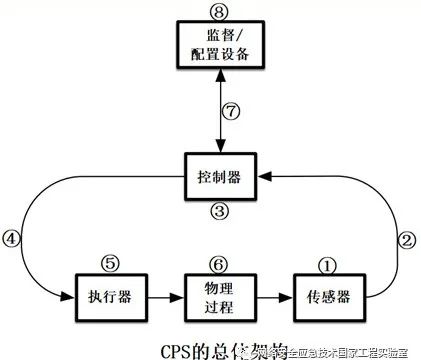 ⑧
监督/
配置设备
⑦
控制器
③
④
②
⑤
⑥
①
执行器
物理
过程
传感器
CPS的总体架构
网络安全应急技术国家工程实验室